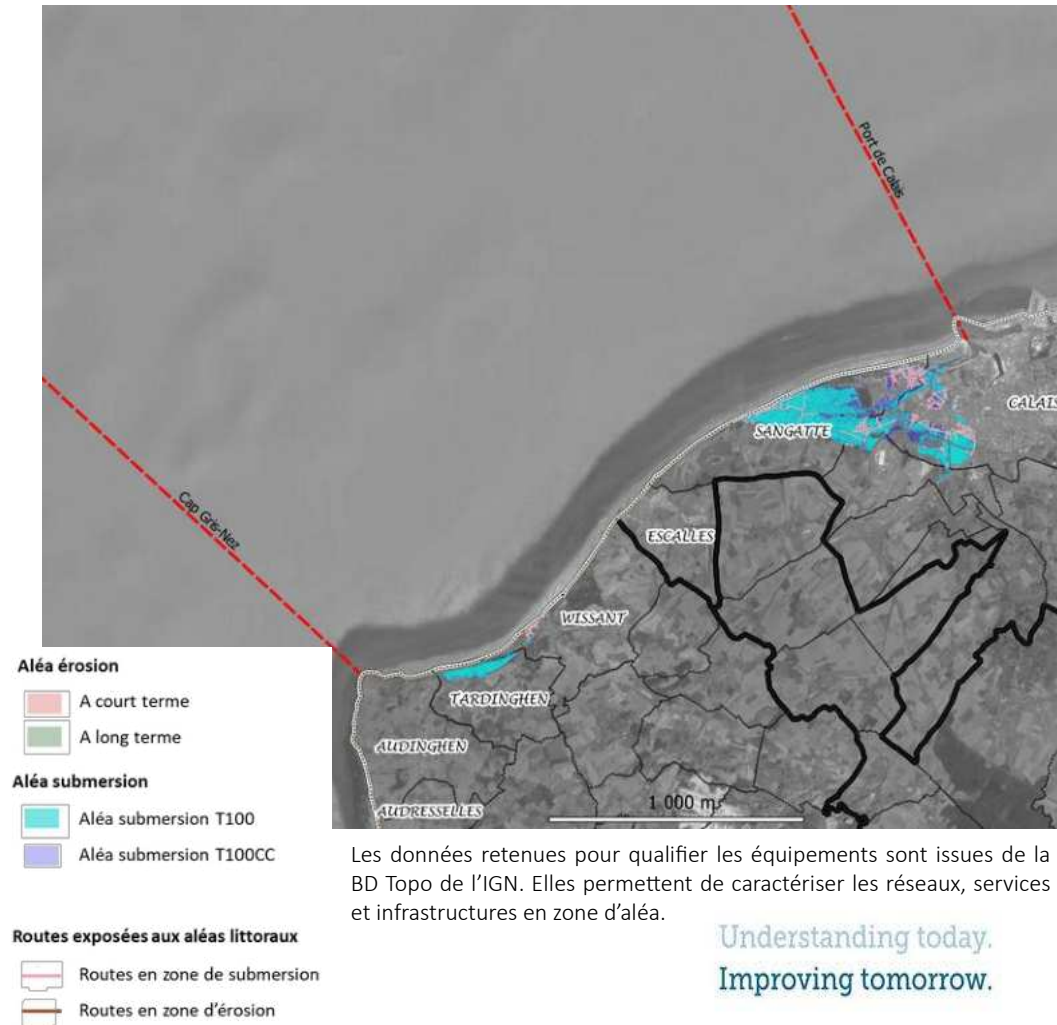 Port de Calais
CALAIS
SANGATTE
Cap Gris-Nez
ESCALLES
WISSANT
TARDINGHEN
AUDINGHEN
AUDRESSELLES
1 000 m
Aléa érosion
A court terme
A long terme
Aléa submersion
Aléa submersion T100
Aléa submersion T100CC
Routes exposées aux aléas littoraux
Routes en zone de submersion
Routes en zone d'érosion
Les données retenues pour qualifier les équipements sont issues de la
BD Topo de l’IGN. Elles permettent de caractériser les réseaux, services
et infrastructures en zone d’aléa.
Understanding today.
Improving tomorrow.